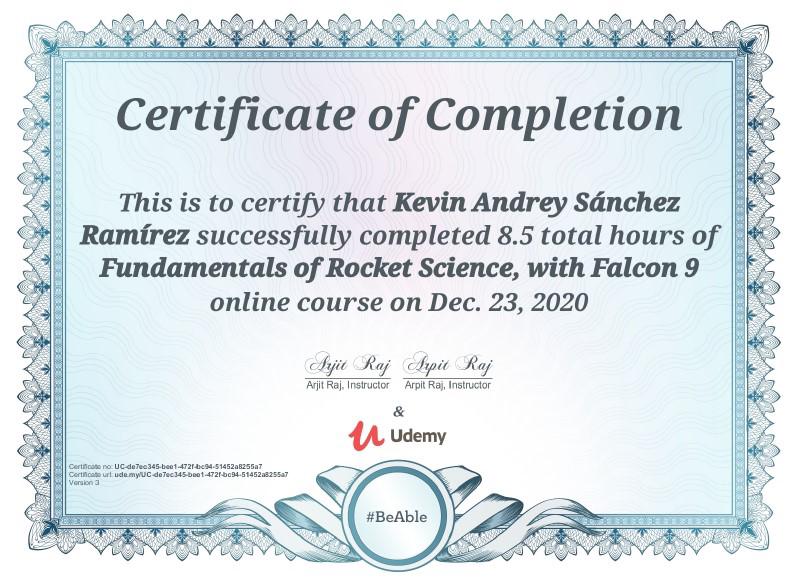 Certificate of Completion
This is to certify that Kevin Andrey Sánchez
Ramírez successfully completed 8.5 total hours of
Fundamentals of Rocket Science, with Falcon 9
online course on Dec. 23, 2020
Arjit Raj Arpit Raj
Arjit Raj, Instructor Arpit Raj, Instructor
&
Udemy
Certificate no: UC-de7ec345-bee1-472f-bc94-51452a8255a7
Certificate url: ude.my/UC-de7ec345-bee1-472f-bc94-51452a8255a7
Version 3
#BeAble